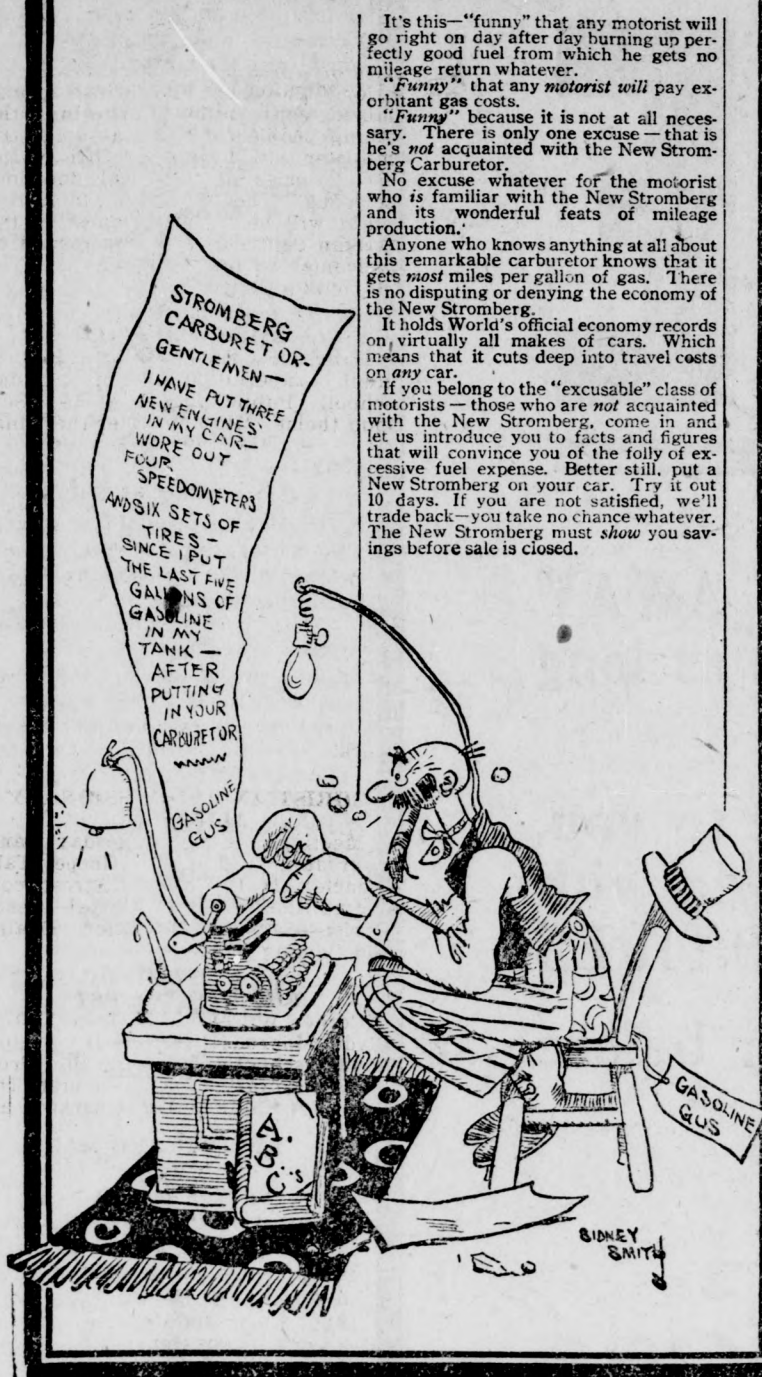 It's this—"funny" that any motorist will
go right on day after day burning up per-
fectly good fuel from which he gets no
mileage return whatever.
"Funny" that any motorist will pay ex-
orbitant gas costs.
"Funny" because it is not at all neces-
sary. There is only one excuse — that is
he's not acquainted with the New Strom-
berg Carburetor.
No excuse whatever for the motorist
who is familiar with the New Stromberg
and its wonderful feats of mileage
production.
Anyone who knows anything at all about
this remarkable carburetor knows that it
gets most miles per gallon of gas. There
is no disputing or denying the economy of
the New Stromberg.
It holds World's official economy records
on virtually all makes of cars. Which
means that it cuts deep into travel costs
on any car.
If you belong to the "excusable" class of
motorists — those who are not acquainted
with the New Stromberg, come in and
let us introduce you to facts and figures
that will convince you of the folly of ex-
cessive fuel expense. Better still, put a
New Stromberg on your car. Try it out
10 days. If you are not satisfied, we'll
trade back—you take no chance whatever.
The New Stromberg must show you sav-
ings before sale is closed.
STROMBERG
CARBURETOR-
GENTLEMEN—
I HAVE PUT THREE
NEW ENGINES
IN MY CAR—
WORE OUT
FOUR
SPEEDOMETERS
AND SIX SETS OF
TIRES —
SINCE I PUT
THE LAST FIVE
GALLONS OF
GASOLINE
IN MY
TANK —
AFTER
PUTTING
IN YOUR
CARBURETOR
GASOLINE
GUS
A.
B..s
C
GASOLINE
GUS
SIDNEY
SMITH